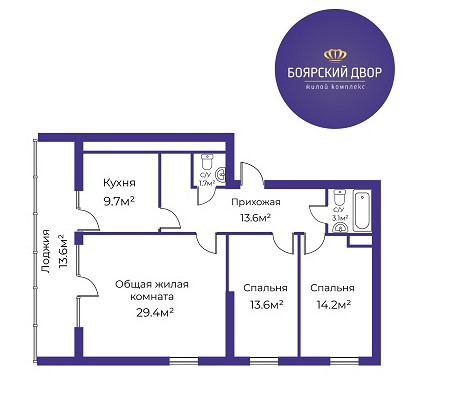 БОЯРСКИЙ ДВОР
ЖИЛОЙ КОМПЛЕКС
Кухня
9.7м²
С/У
1.7м²
Прихожая
13.6м²
С/У
3.1м²
Лоджия
13.6м²
Общая жилая
комната
29.4м²
Спальня
13.6м²
Спальня
14.2м²